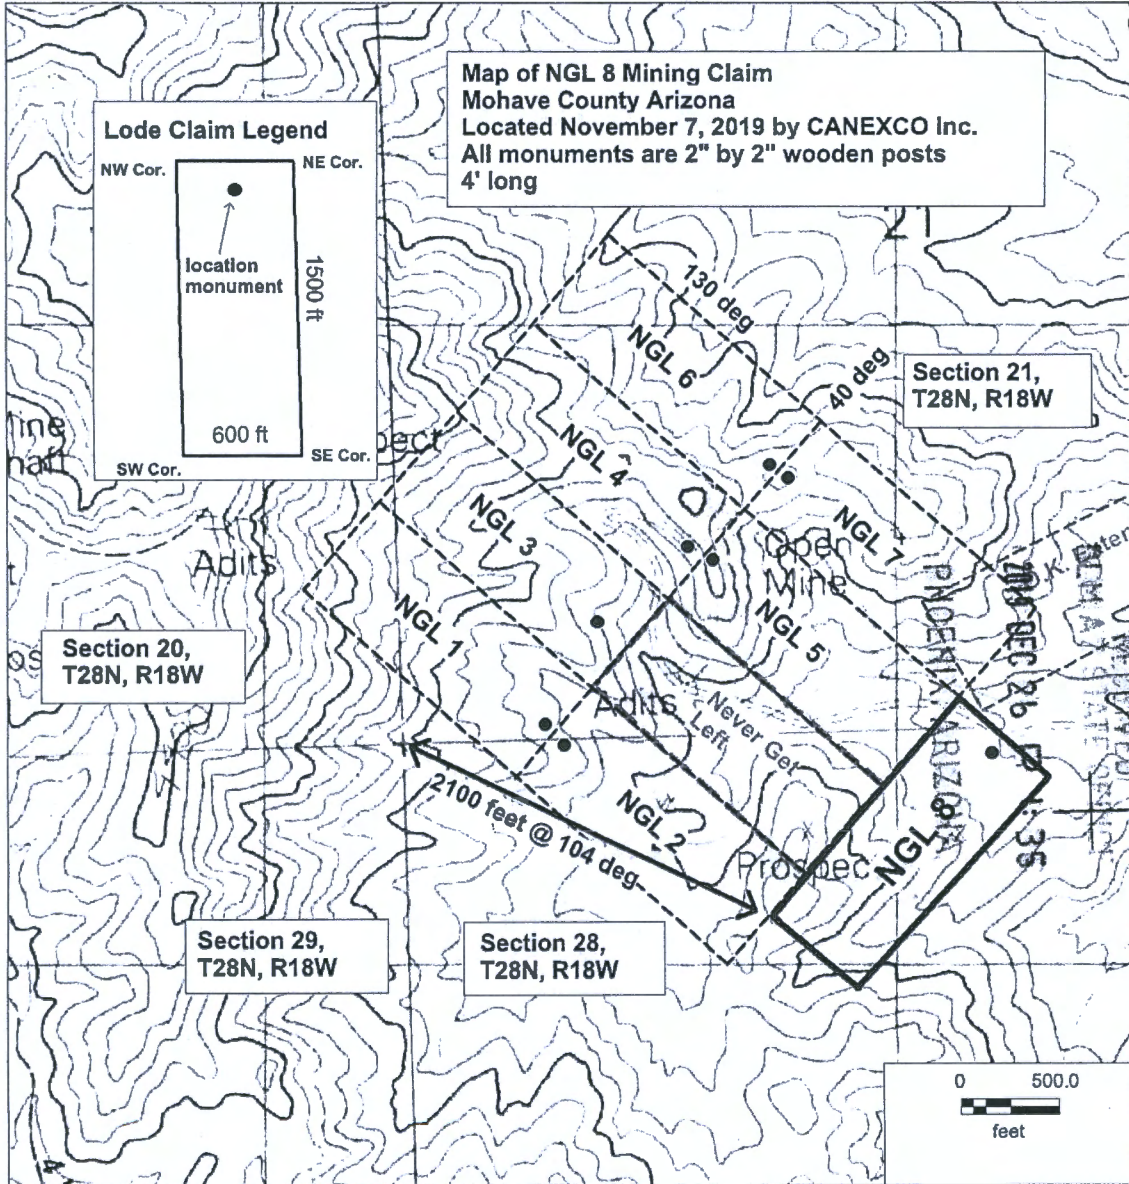 Map of NGL 8 Mining Claim
Mohave County Arizona
Located November 7, 2019 by CANEXCO Inc.
All monuments are 2" by 2" wooden posts
4' long
Lode Claim Legend
NW Cor.
NE Cor.
location
monument
1500 ft
600 ft
SW Cor.
SE Cor.
21
130 deg
NGL 6
40 deg
Section 21,
T28N, R18W
NGL 4
NGL 3
NGL 7
Open
Mine
Adits
NGL 1
NGL 5
Section 20,
T28N, R18W
Adits
Never Get
Left
2100 feet @ 104 deg
NGL 2
NGL 8
Prospec
ARIZONA
Section 29,
T28N, R18W
Section 28,
T28N, R18W
0 500.0
feet